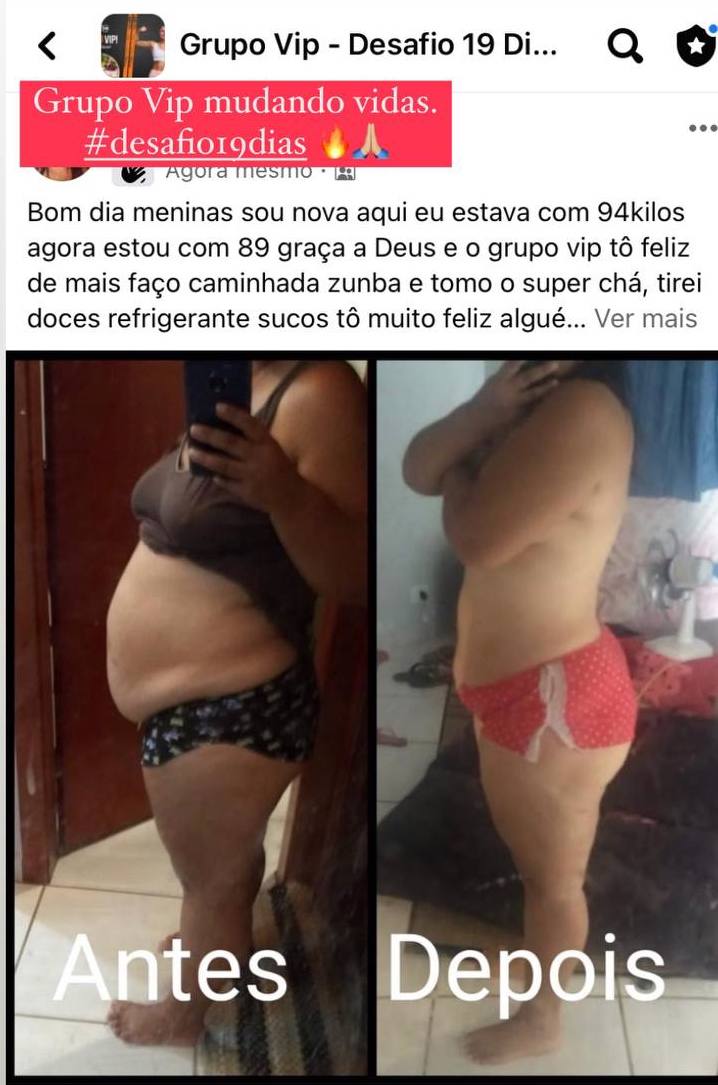 VIP!
Grupo Vip - Desafio 19 Di...
Grupo Vip mudando vidas.
#desafio19dias 🔥🙏🏼
Agora mesmo ·
Bom dia meninas sou nova aqui eu estava com 94kilos
agora estou com 89 graça a Deus e o grupo vip tô feliz
de mais faço caminhada zunba e tomo o super chá, tirei
doces refrigerante sucos tô muito feliz algué... Ver mais
Antes
Depois